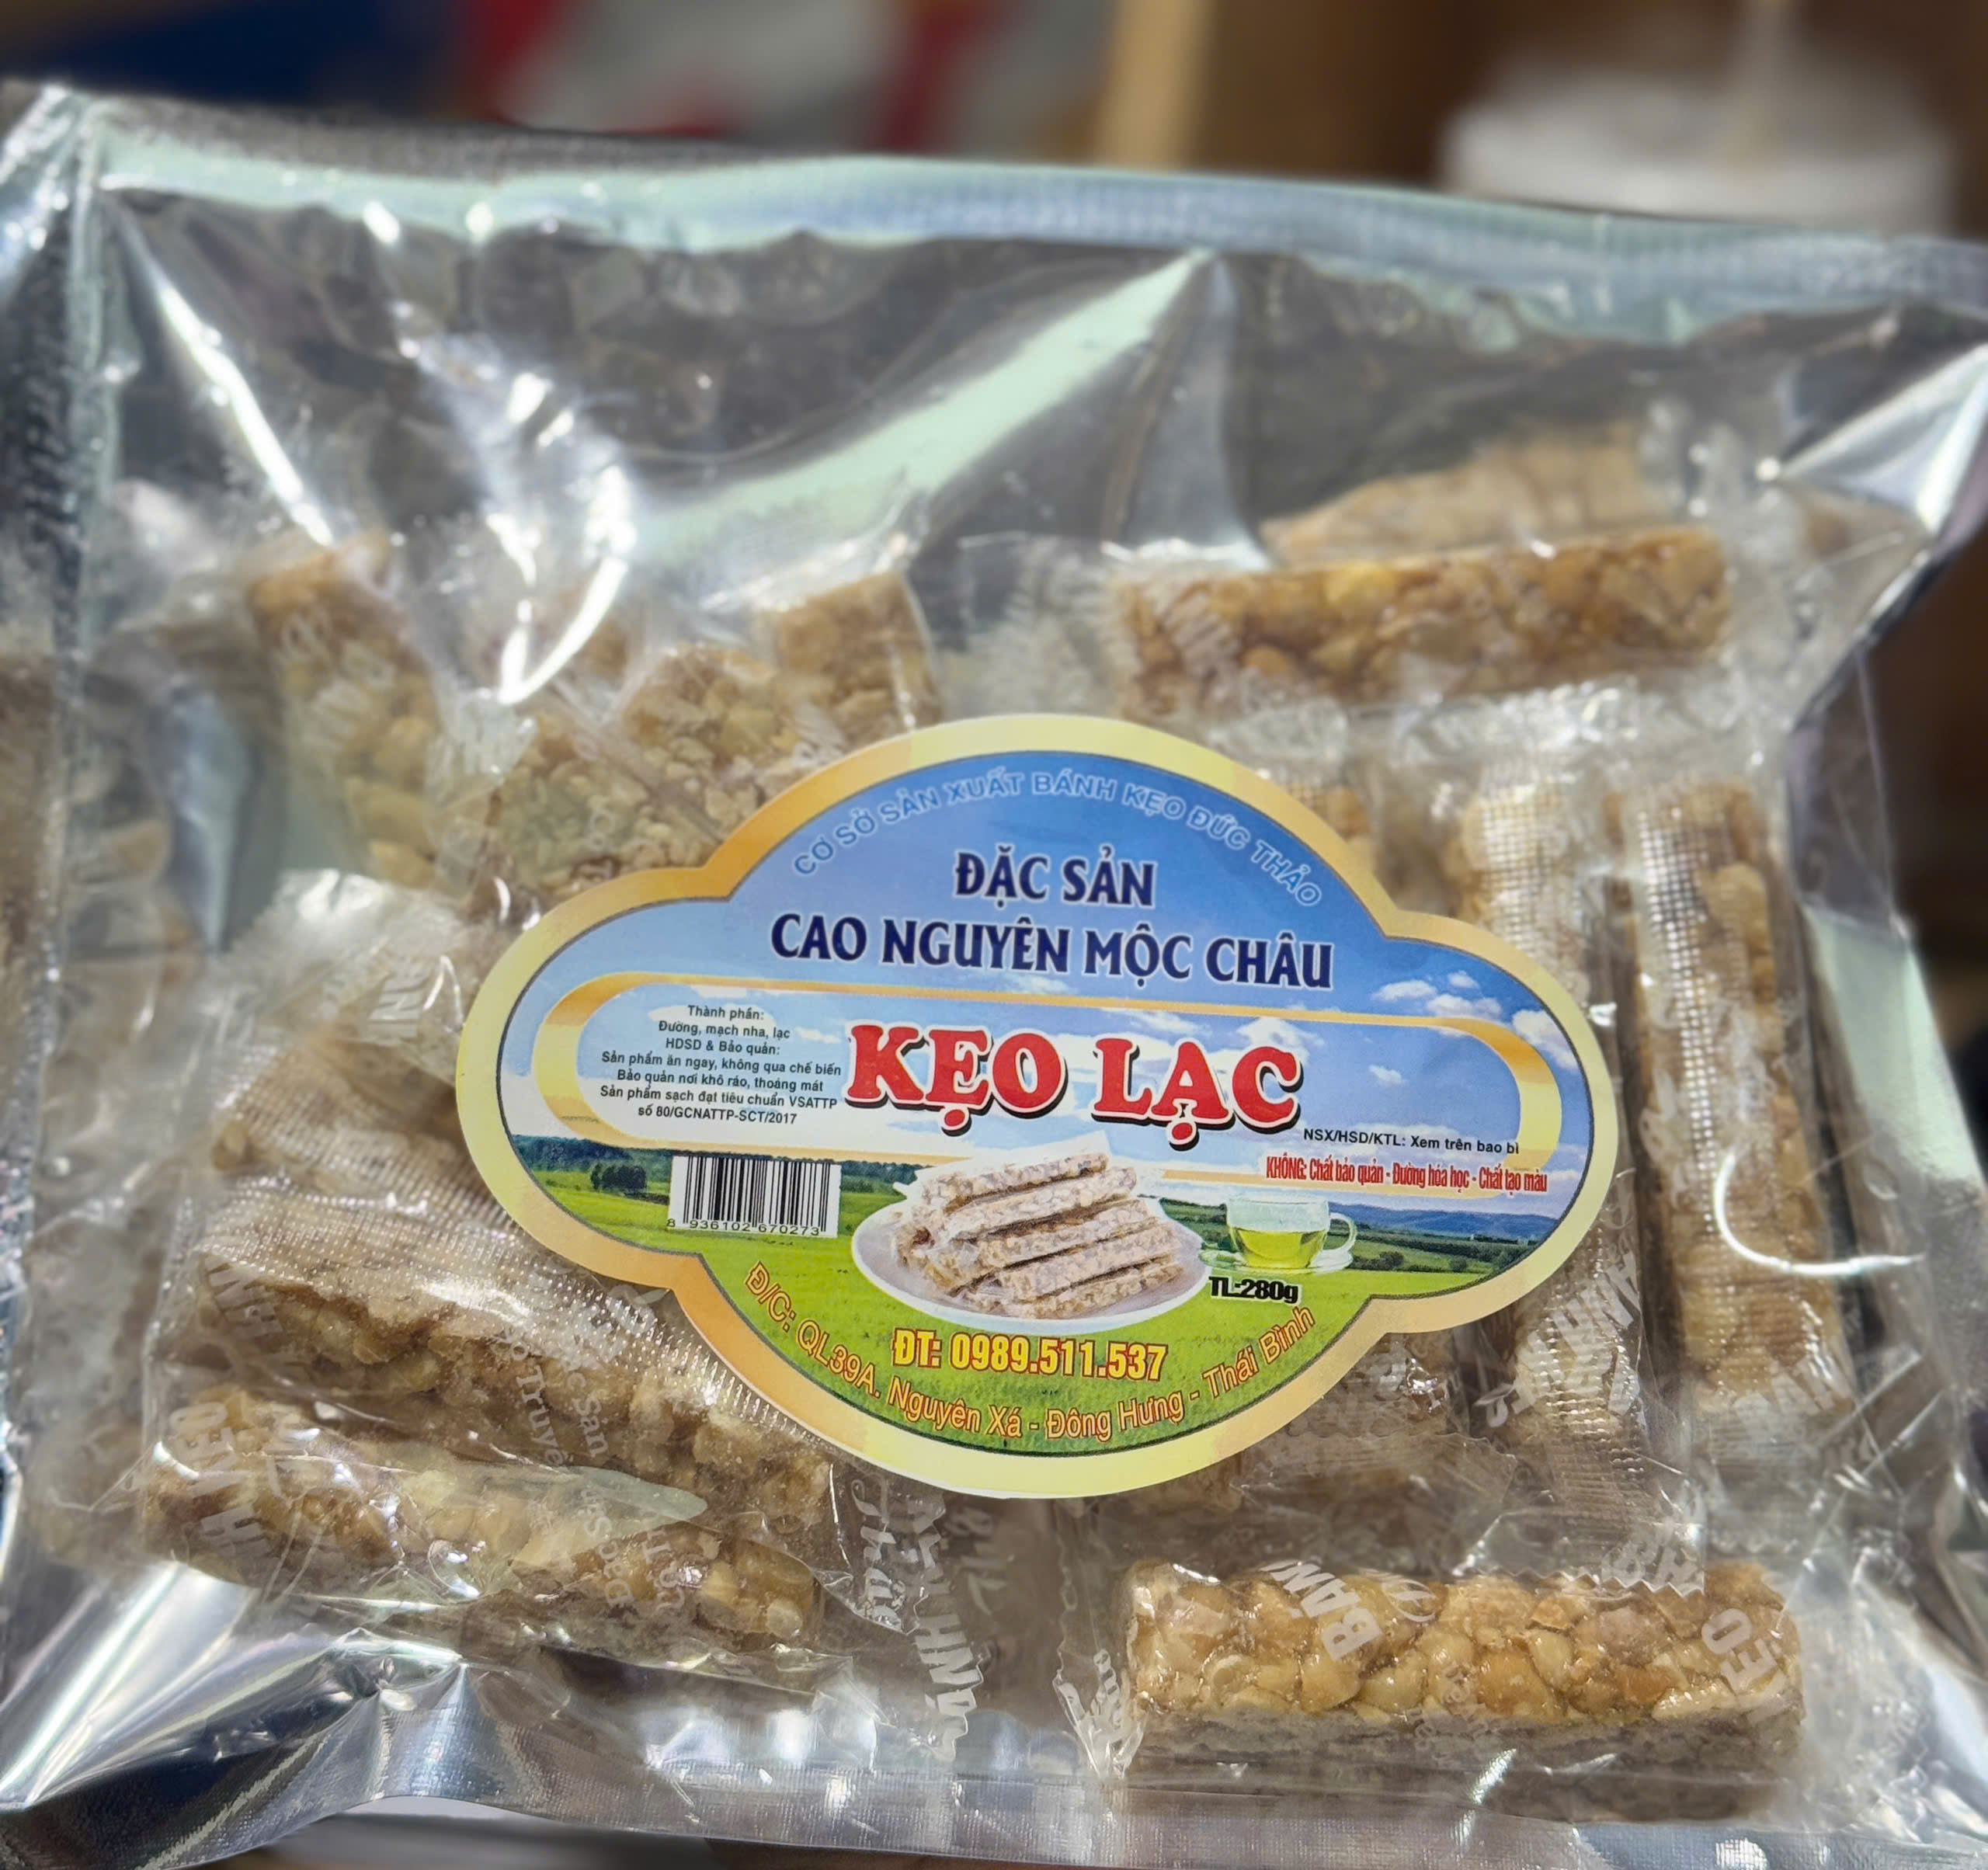 CƠ SỞ SẢN XUẤT BÁNH KẸO ĐỨC THẢO
ĐẶC SẢN
CAO NGUYÊN MỘC CHÂU
Thành phần:
Đường, mạch nha, lạc
HDSD & Bảo quản:
Sản phẩm ăn ngay, không qua chế biến
Bảo quản nơi khô ráo, thoáng mát
Sản phẩm sạch đạt tiêu chuẩn VSATTP
số 80/GCNATTP-SCT/2017
KẸO LẠC
NSX/HSD/KTL: Xem trên bao bì
KHÔNG: Chất bảo quản - Đường hóa học - Chất tạo màu
8 936102 670273
TL:280g
ĐT: 0989.511.537
Đ/C: QL39A. Nguyên Xá - Đông Hưng - Thái Bình
BÁNH
KẸO